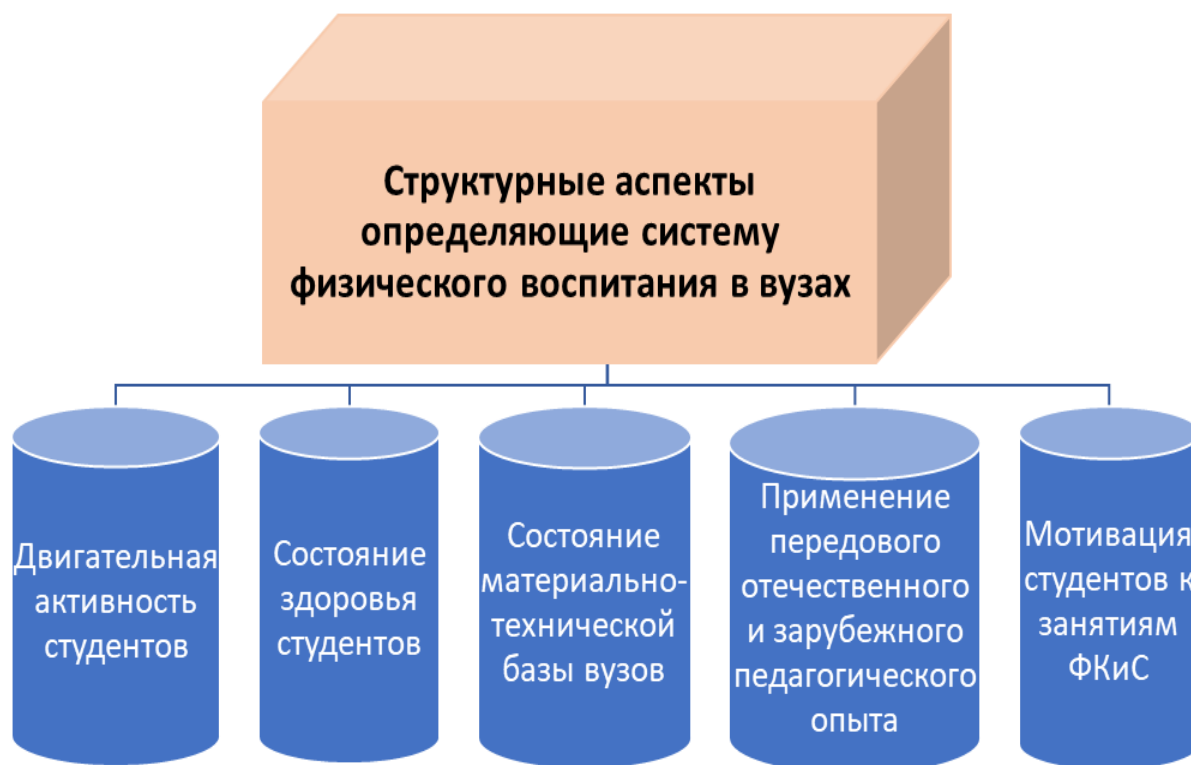 Структурные аспекты
определяющие систему
физического воспитания в вузах
Двигательная
активность
студентов
Состояние
здоровья
студентов
Состояние
материально-
технической
базы вузов
Применение
передового
отечественного
и зарубежного
педагогического
опыта
Мотивация
студентов к
занятиям
ФКиС